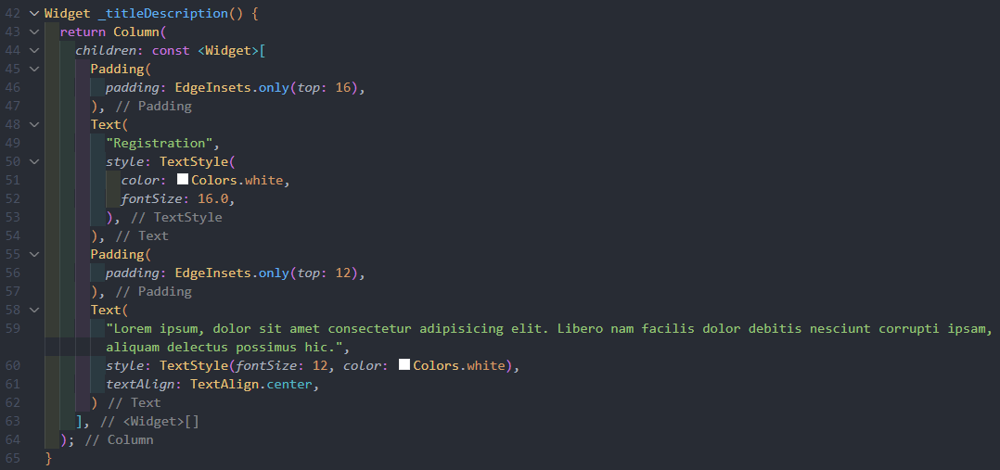 42 Widget _titleDescription() {
43 return Column(
44 children: const <Widget>[
45 Padding(
46 padding: EdgeInsets.only(top: 16),
47 ), // Padding
48 Text(
49 "Registration",
50 style: TextStyle(
51 color: Colors.white,
52 fontSize: 16.0,
53 ), // TextStyle
54 ), // Text
55 Padding(
56 padding: EdgeInsets.only(top: 12),
57 ), // Padding
58 Text(
59 "Lorem ipsum, dolor sit amet consectetur adipisicing elit. Libero nam facilis dolor debitis nesciunt corrupti ipsam,
aliquam delectus possimus hic.",
60 style: TextStyle(fontSize: 12, color: Colors.white),
61 textAlign: TextAlign.center,
62 ) // Text
63 ], // <Widget>[]
64 ); // Column
65 }